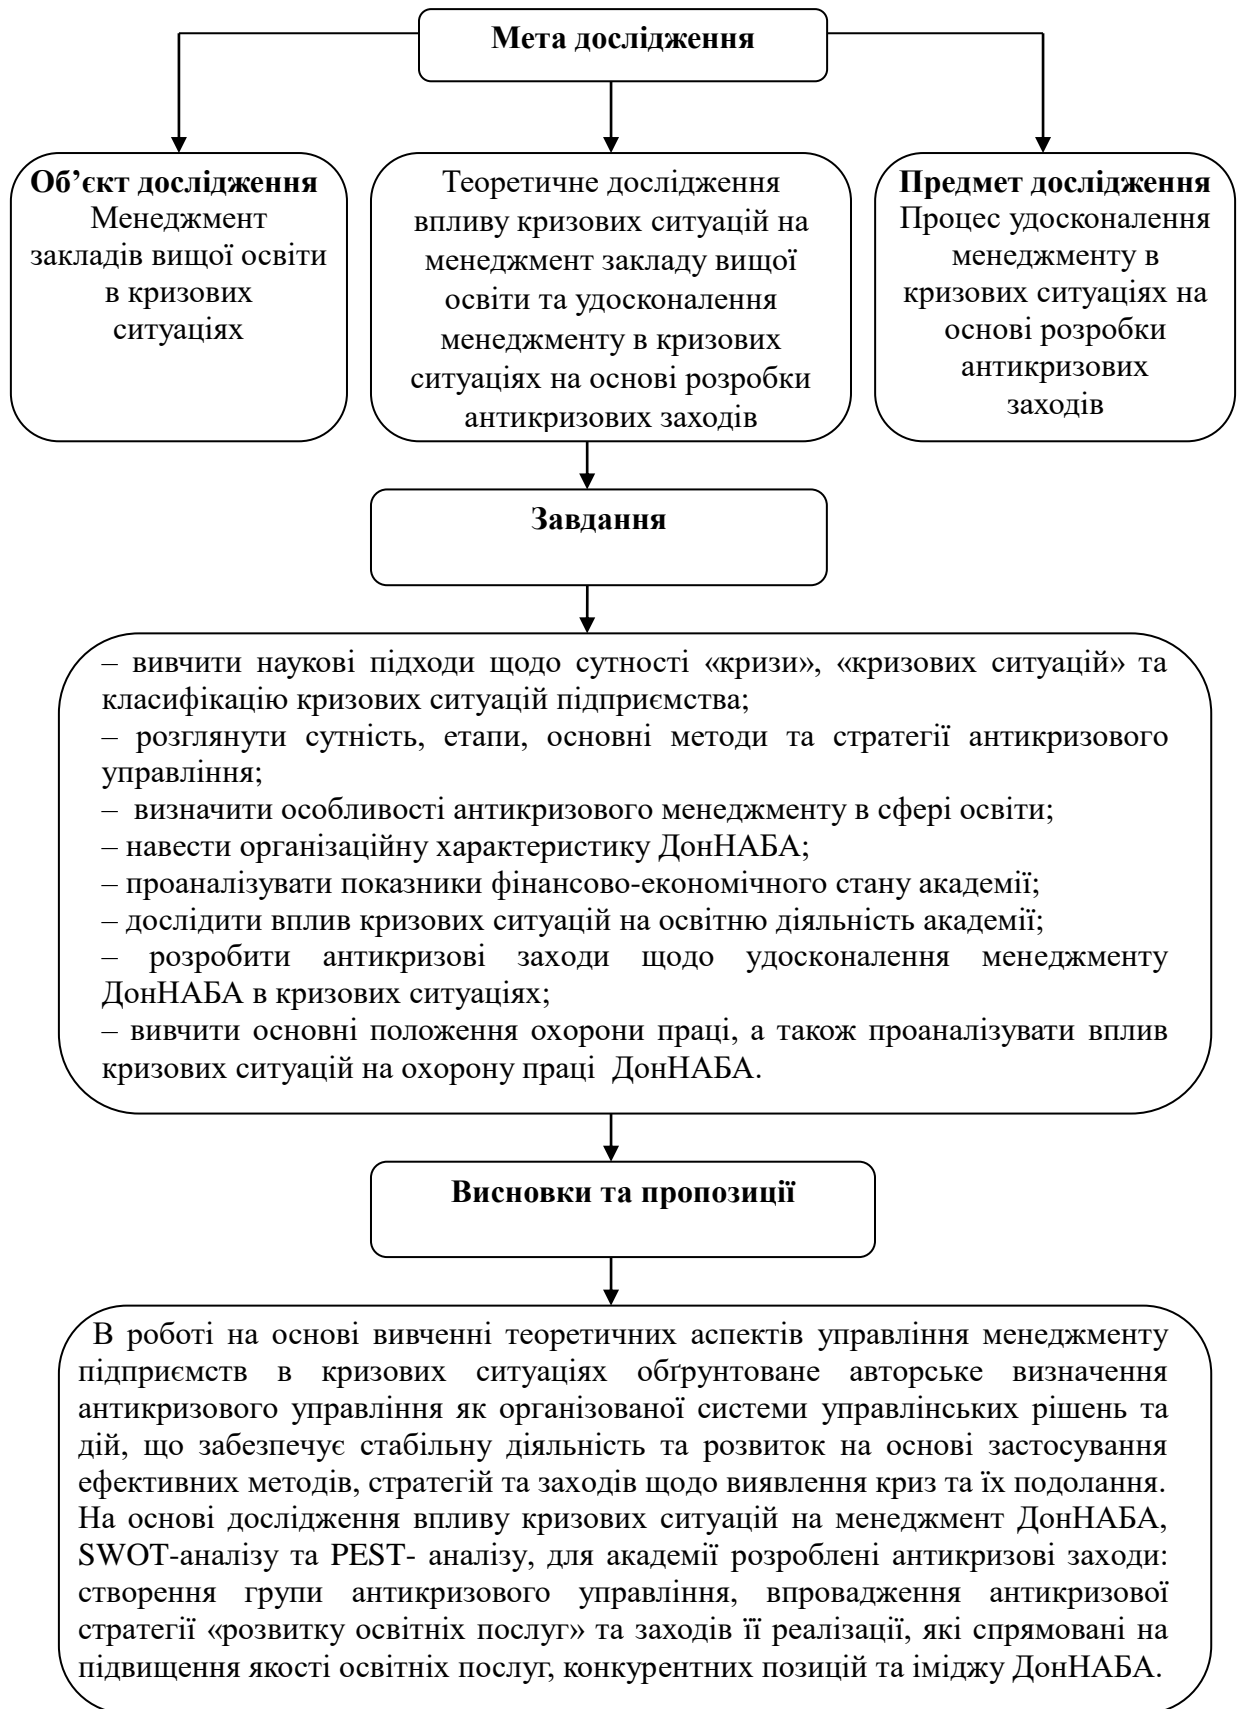 Мета дослідження
Об’єкт дослідження
Менеджмент
закладів вищої освіти
в кризових
ситуаціях
Теоретичне дослідження
впливу кризових ситуацій на
менеджмент закладу вищої
освіти та удосконалення
менеджменту в кризових
ситуаціях на основі розробки
антикризових заходів
Предмет дослідження
Процес удосконалення
менеджменту в
кризових ситуаціях на
основі розробки
антикризових
заходів
Завдання
– вивчити наукові підходи щодо сутності «кризи», «кризових ситуацій» та
класифікацію кризових ситуацій підприємства;
– розглянути сутність, етапи, основні методи та стратегії антикризового
управління;
– визначити особливості антикризового менеджменту в сфері освіти;
– навести організаційну характеристику ДонНАБА;
– проаналізувати показники фінансово-економічного стану академії;
– дослідити вплив кризових ситуацій на освітню діяльність академії;
– розробити антикризові заходи щодо удосконалення менеджменту
ДонНАБА в кризових ситуаціях;
– вивчити основні положення охорони праці, а також проаналізувати вплив
кризових ситуацій на охорону праці ДонНАБА.
Висновки та пропозиції
В роботі на основі вивченні теоретичних аспектів управління менеджменту
підприємств в кризових ситуаціях обґрунтоване авторське визначення
антикризового управління як організованої системи управлінських рішень та
дій, що забезпечує стабільну діяльність та розвиток на основі застосування
ефективних методів, стратегій та заходів щодо виявлення криз та їх подолання.
На основі дослідження впливу кризових ситуацій на менеджмент ДонНАБА,
SWOT-аналізу та PEST- аналізу, для академії розроблені антикризові заходи:
створення групи антикризового управління, впровадження антикризової
стратегії «розвитку освітніх послуг» та заходів її реалізації, які спрямовані на
підвищення якості освітніх послуг, конкурентних позицій та іміджу ДонНАБА.